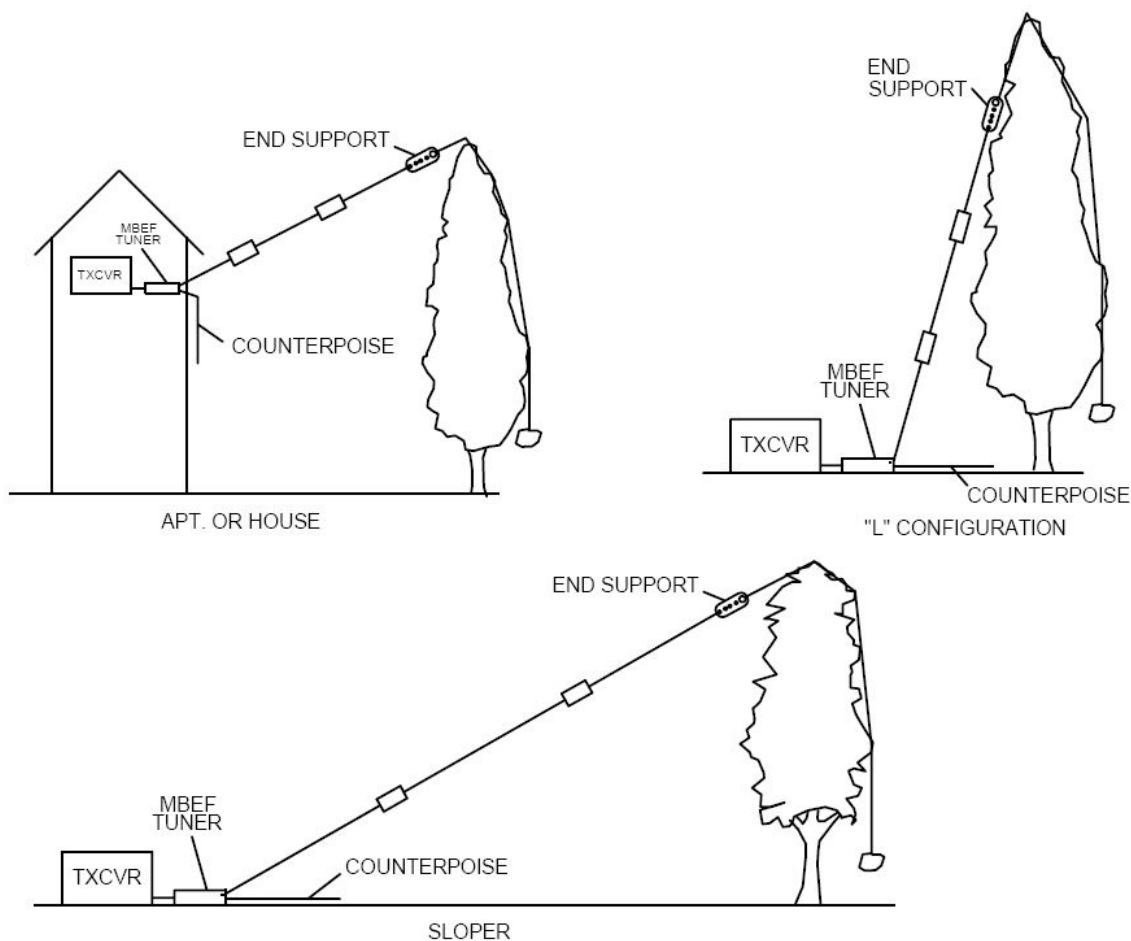 END SUPPORT
MBEF
TUNER
TXCVR
COUNTERPOISE
APT. OR HOUSE
END
SUPPORT
MBEF
TUNER
TXCVR
COUNTERPOISE
"L" CONFIGURATION
END SUPPORT
MBEF
TUNER
TXCVR
COUNTERPOISE
SLOPER